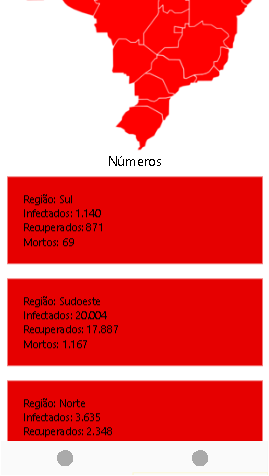 Números
Região: Sul
Infectados: 1.140
Recuperados: 871
Mortos: 69
Região: Sudoeste
Infectados: 20.004
Recuperados: 17.887
Mortos: 1.167
Região: Norte
Infectados: 3.635
Recuperados: 2.348